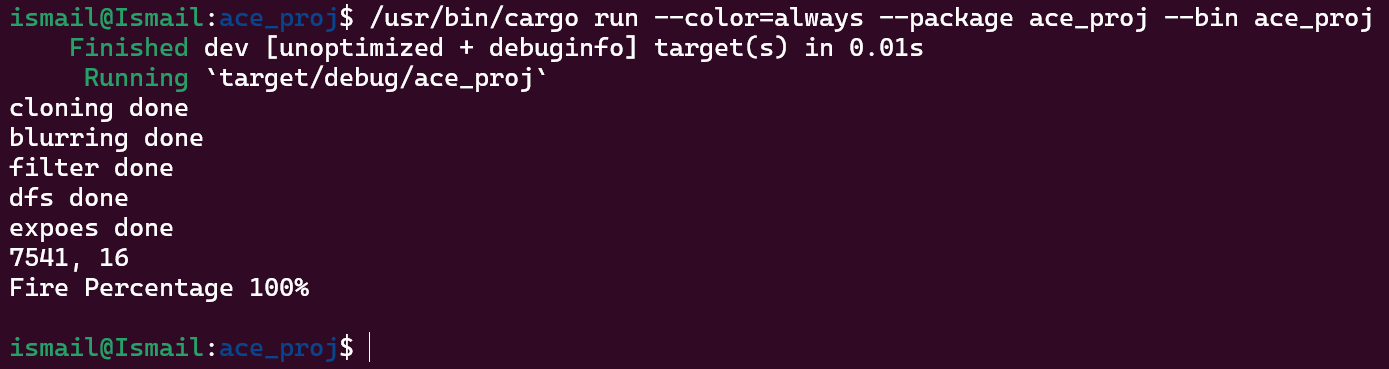 ismail@Ismail:ace_proj$ /usr/bin/cargo run --color=always --package ace_proj --bin ace_proj
    Finished dev [unoptimized + debuginfo] target(s) in 0.01s
     Running `target/debug/ace_proj`
cloning done
blurring done
filter done
dfs done
expoes done
7541, 16
Fire Percentage 100%
ismail@Ismail:ace_proj$